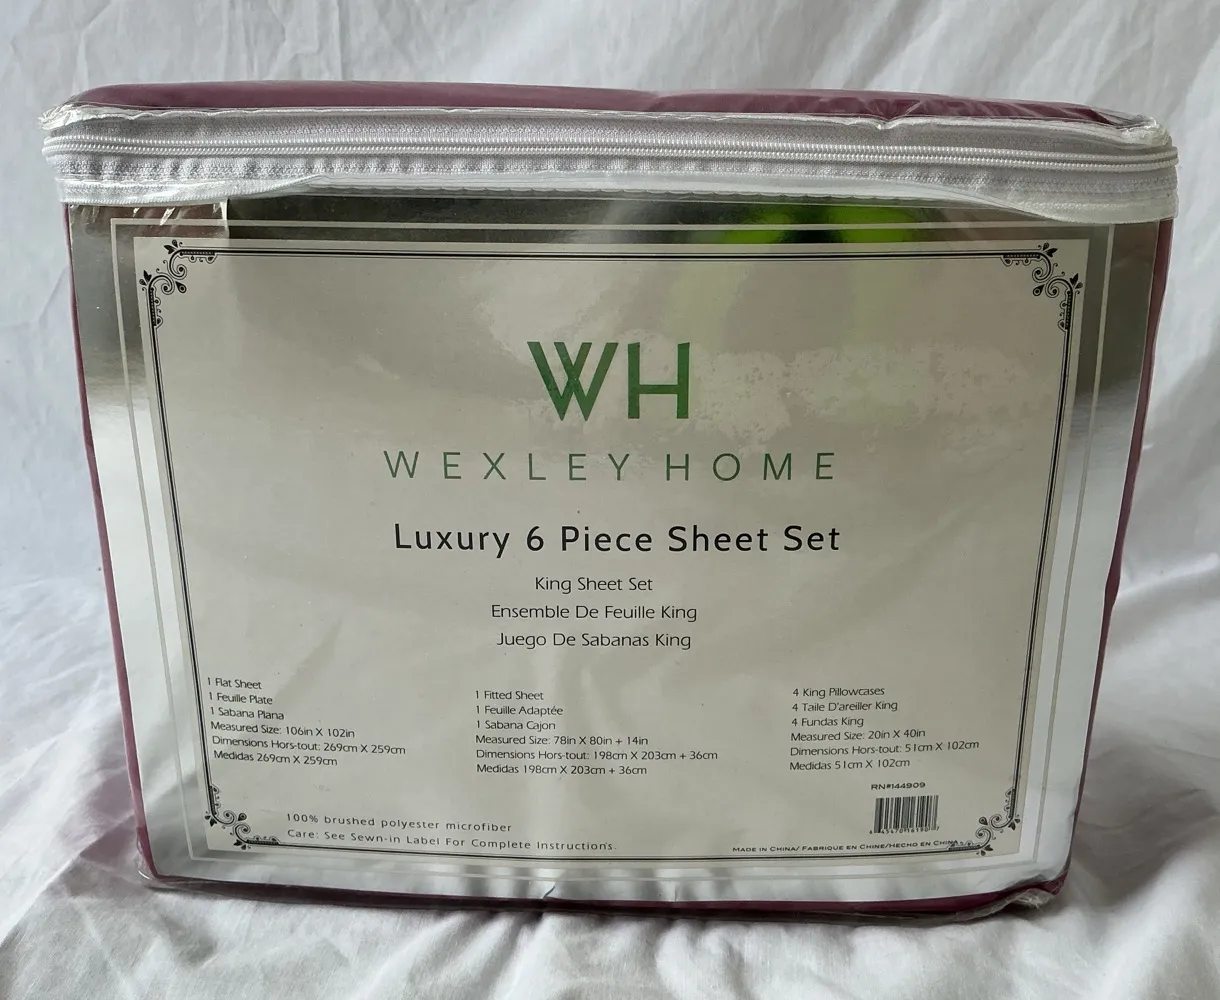 WH
WEXLEY HOME
Luxury 6 Piece Sheet Set
King Sheet Set
Ensemble De Feuille King
Juego De Sabanas King
1 Flat Sheet
1 Feuille Plate
1 Sabana Plana
Measured Size: 106in X 102in
Dimensions Hors-tout: 269cm X 259cm
Medidas 269cm X 259cm
1 Fitted Sheet
1 Feuille Adaptée
1 Sabana Cajon
Measured Size: 78in X 80in + 14in
Dimensions Hors-tout: 198cm X 203cm + 36cm
Medidas 198cm X 203cm + 36cm
4 King Pillowcases
4 Taile D'areiller King
4 Fundas King
Measured Size: 20in X 40in
Dimensions Hors-tout: 51cm X 102cm
Medidas 51cm X 102cm
RN#144909
100% brushed polyester microfiber
Care: See Sewn-in Label For Complete Instructions.
MADE IN CHINA/ FABRIQUE EN CHINE/HECHO EN CHINA